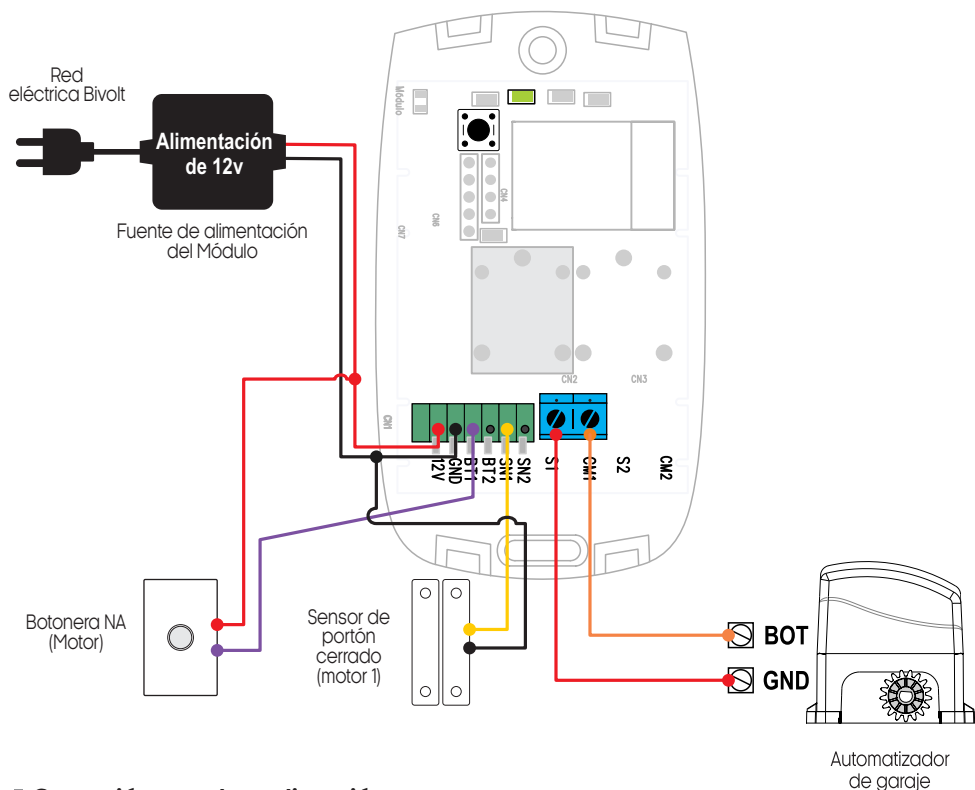 Red
eléctrica Bivolt
Alimentación
de 12v
Fuente de alimentación
del Módulo
Módulo
CN4
CN6
CN7
CN2
CN3
CN1
12V
GND
BT1
BT2
SN1
SN2
S1
CM1
S2
CM2
Botonera NA
(Motor)
Sensor de
portón
cerrado
(motor 1)
BOT
GND
Automatizador
de garaje